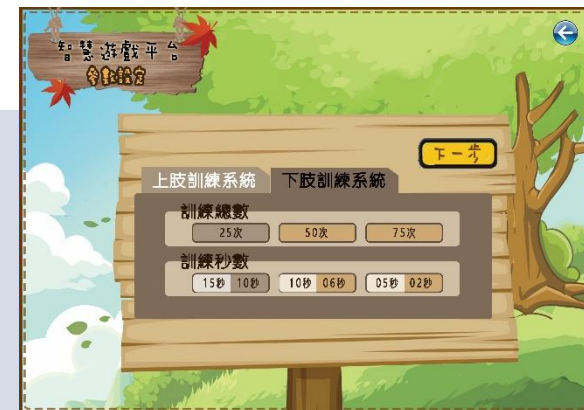 智慧遊戲平台
參數設定
下一步
上肢訓練系統 下肢訓練系統
訓練總數
25次 50次 75次
訓練秒數
15秒 10秒 10秒 06秒 05秒 02秒